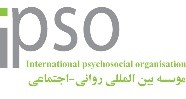 ipso
International psychosocial organisation
موسسه بین المللی روانی-اجتماعی